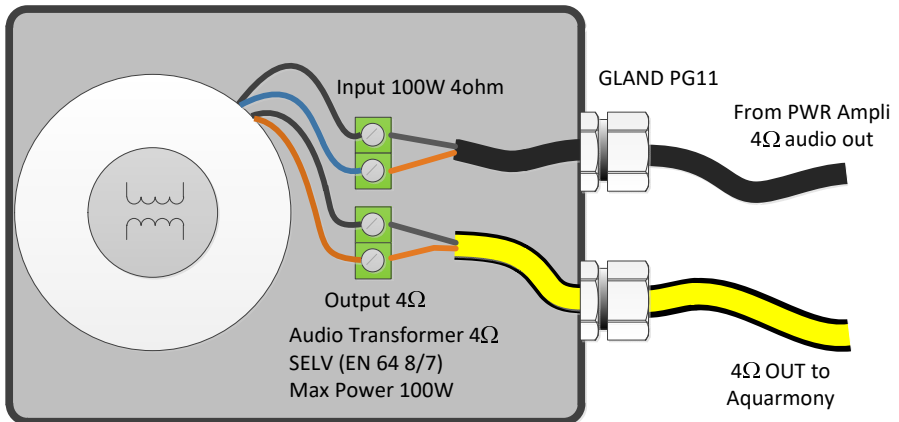 Input 100W 4ohm
GLAND PG11
From PWR Ampli
4Ω audio out
Output 4Ω
Audio Transformer 4Ω
SELV (EN 64 8/7)
Max Power 100W
4Ω OUT to
Aquarmony